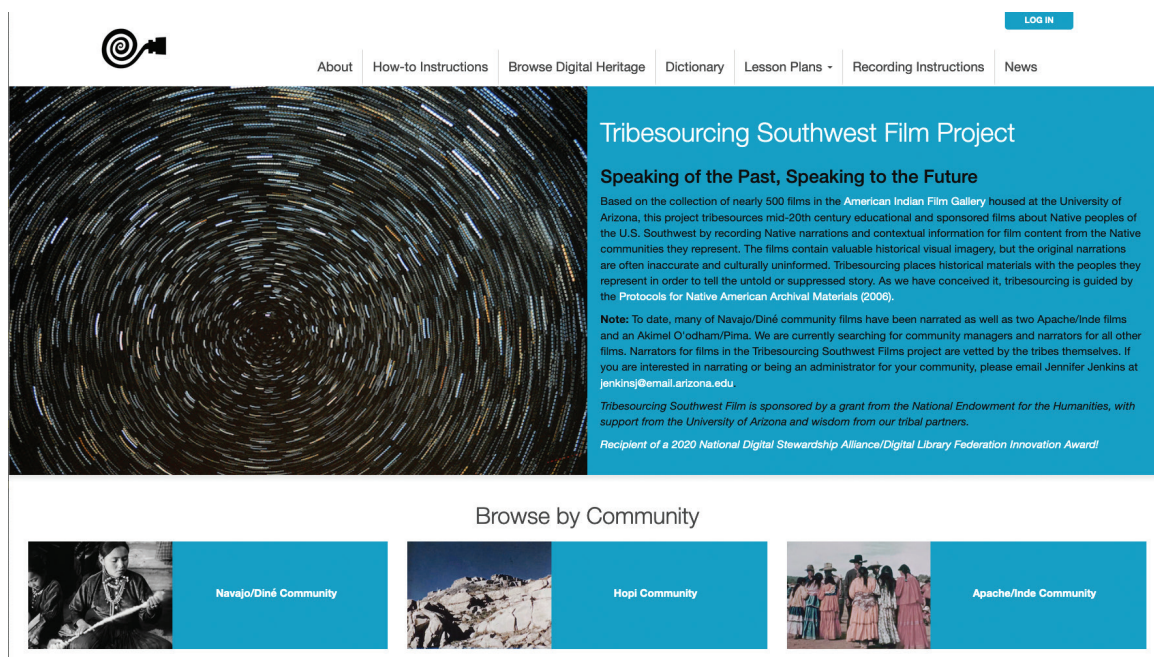 LOG IN
About
How-to Instructions
Browse Digital Heritage
Dictionary
Lesson Plans
Recording Instructions
News
Tribesourcing Southwest Film Project
Speaking of the Past, Speaking to the Future
Based on the collection of nearly 500 films in the American Indian Film Gallery housed at the University of
Arizona, this project tribesources mid-20th century educational and sponsored films about Native peoples of
the U.S. Southwest by recording Native narrations and contextual information for film content from the Native
communities they represent. The films contain valuable historical visual imagery, but the original narrations
are often inaccurate and culturally uninformed. Tribesourcing places historical materials with the peoples they
represent in order to tell the untold or suppressed story. As we have conceived it, tribesourcing is guided by
the Protocols for Native American Archival Materials (2006).
Note: To date, many of Navajo/Diné community films have been narrated as well as two Apache/Inde films
and an Akimel O'odham/Pima. We are currently searching for community managers and narrators for all other
films. Narrators for films in the Tribesourcing Southwest Films project are vetted by the tribes themselves. If
you are interested in narrating or being an administrator for your community, please email Jennifer Jenkins at
jenkinsj@email.arizona.edu.
Tribesourcing Southwest Film is sponsored by a grant from the National Endowment for the Humanities, with
support from the University of Arizona and wisdom from our tribal partners.
Recipient of a 2020 National Digital Stewardship Alliance/Digital Library Federation Innovation Award!
Browse by Community
Navajo/Diné Community
Hopi Community
Apache/Inde Community